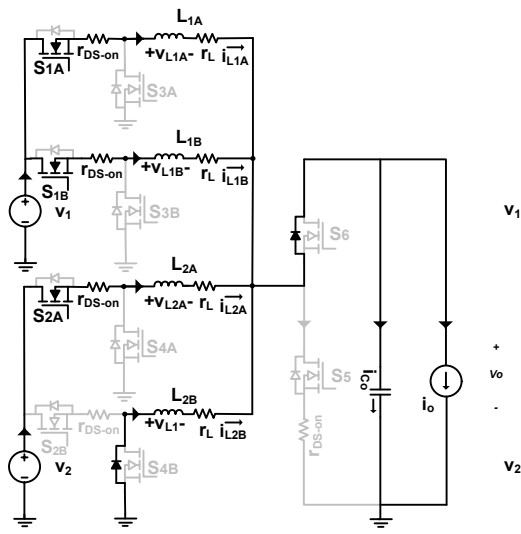 L1A
rDS-on
+vL1A- rL iL1A
S1A
S3A
L1B
rDS-on
+vL1B- rL iL1B
S1B
v1
S3B
v1
S6
L2A
rDS-on
+vL2A- rL iL2A
S2A
S4A
S5
+
iCo
Vo
io
-
L2B
rDS-on
+vL1- rL iL2B
S2B
rDS-on
v2
S4B
v2